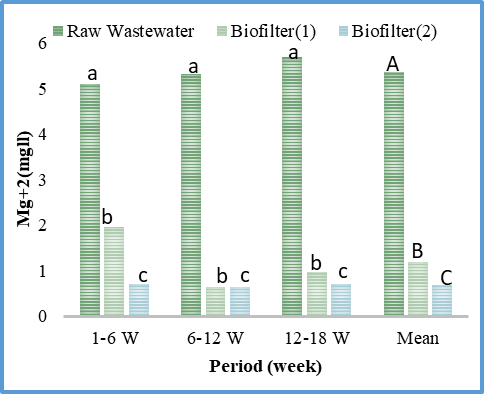 Raw Wastewater Biofilter(1) Biofilter(2)
6
5
4
3
2
1
0
Mg+2(mgll)
a
b
c
a
b
c
a
b
c
A
B
C
1-6 W 6-12 W 12-18 W Mean
Period (week)